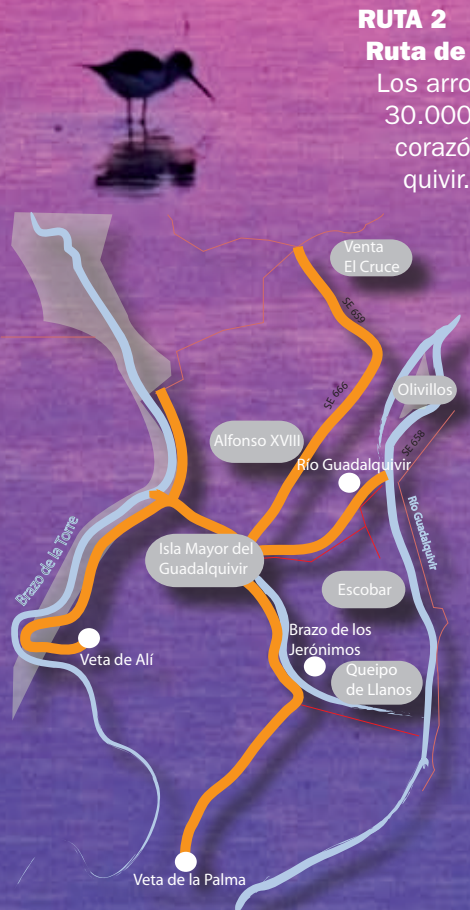 RUTA 2
Ruta de
Los arro
30.000
corazó
quivir.
Venta
El Cruce
SE 659
Olivillos
SE 666
SE 658
Alfonso XVIII
Río Guadalquivir
Río Guadalquivir
Brazo de la Torre
Isla Mayor del
Guadalquivir
Escobar
Brazo de los
Jerónimos
Veta de Alí
Queipo
de Llanos
Veta de la Palma